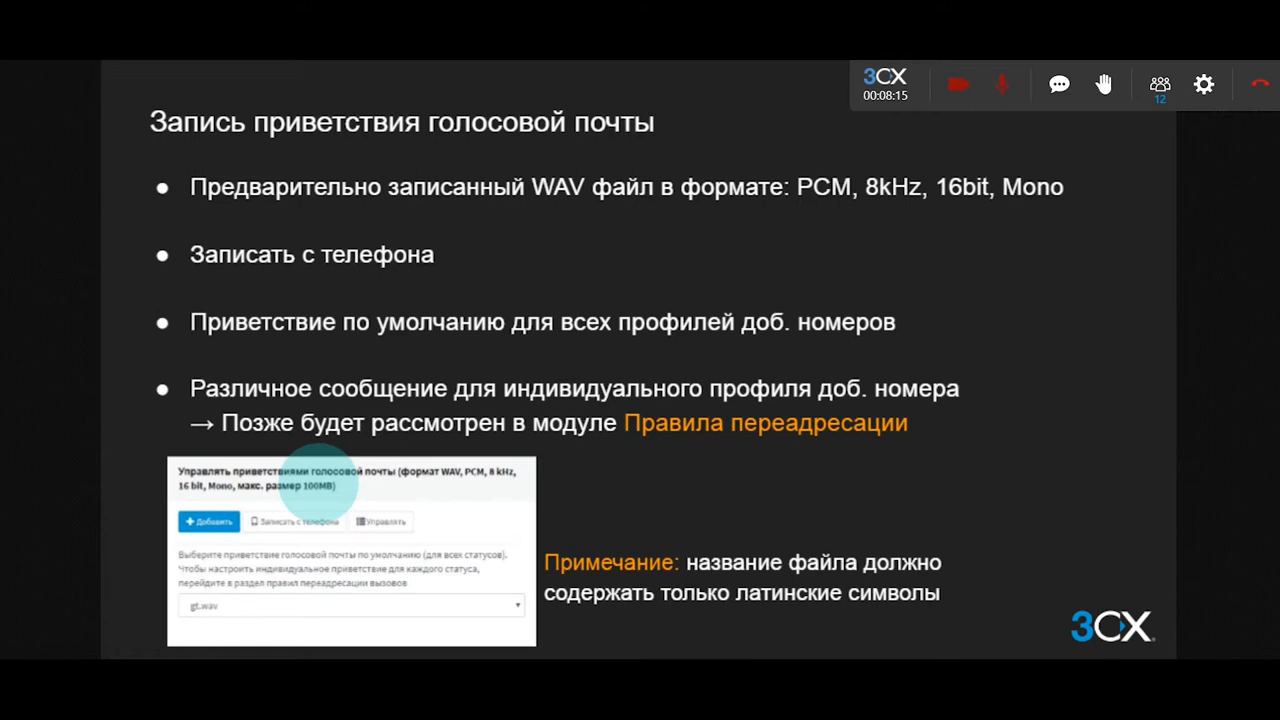 3CX
00:08:15
12
Запись приветствия голосовой почты
● Предварительно записанный WAV файл в формате: PCM, 8kHz, 16bit, Mono
● Записать с телефона
● Приветствие по умолчанию для всех профилей доб. номеров
● Различное сообщение для индивидуального профиля доб. номера
→ Позже будет рассмотрен в модуле Правила переадресации
Управлять приветствиями голосовой почты (формат WAV, PCM, 8 kHz,
16 bit, Mono, макс. размер 100MB)
+ Добавить Записать с телефона Управлять
Выберите приветствие голосовой почты по умолчанию (для всех статусов).
Чтобы настроить индивидуальное приветствие для каждого статуса,
перейдите в раздел правил переадресации вызовов
gt.wav
Примечание: название файла должно
содержать только латинские символы
3CX